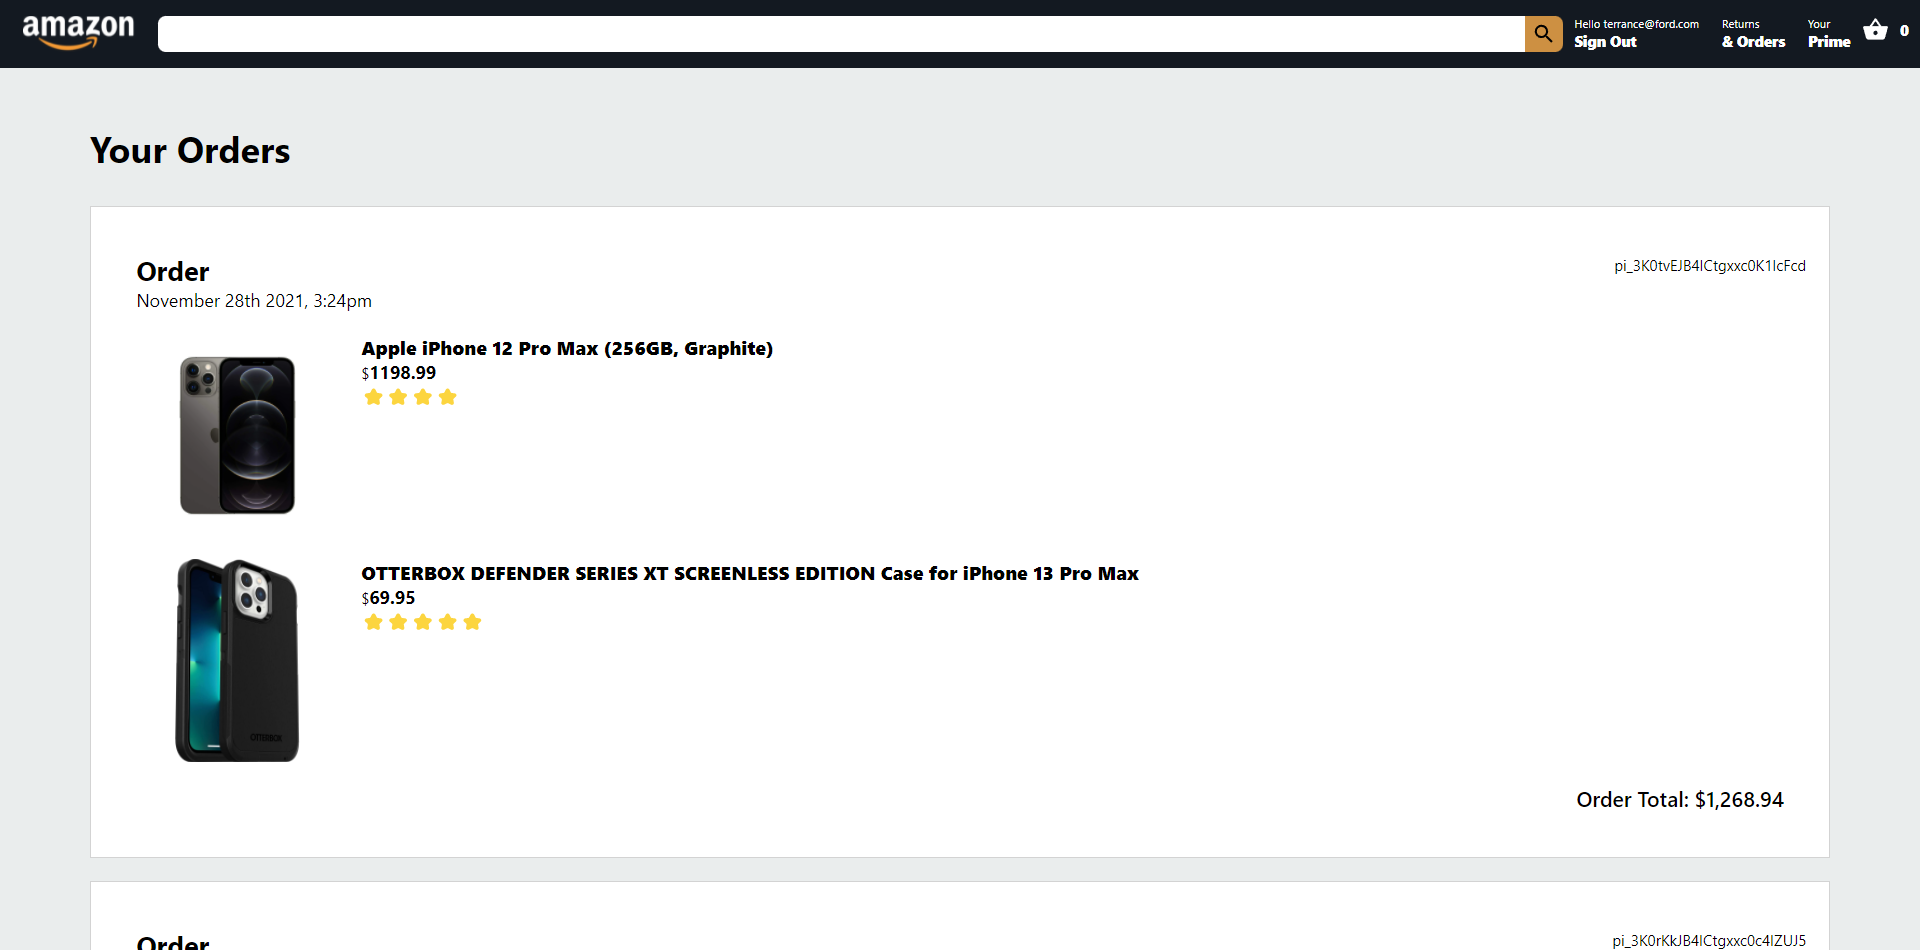 amazon
Hello terrance@ford.com
Sign Out
Returns
& Orders
Your
Prime
0
Your Orders
Order
pi_3K0tvEJB4ICtgxxc0K1IcFcd
November 28th 2021, 3:24pm
Apple iPhone 12 Pro Max (256GB, Graphite)
$1198.99
OTTERBOX DEFENDER SERIES XT SCREENLESS EDITION Case for iPhone 13 Pro Max
$69.95
OTTERBOX
Order Total: $1,268.94
Order
pi_3K0rKkJB4ICtgxxc0c4IZUJ5